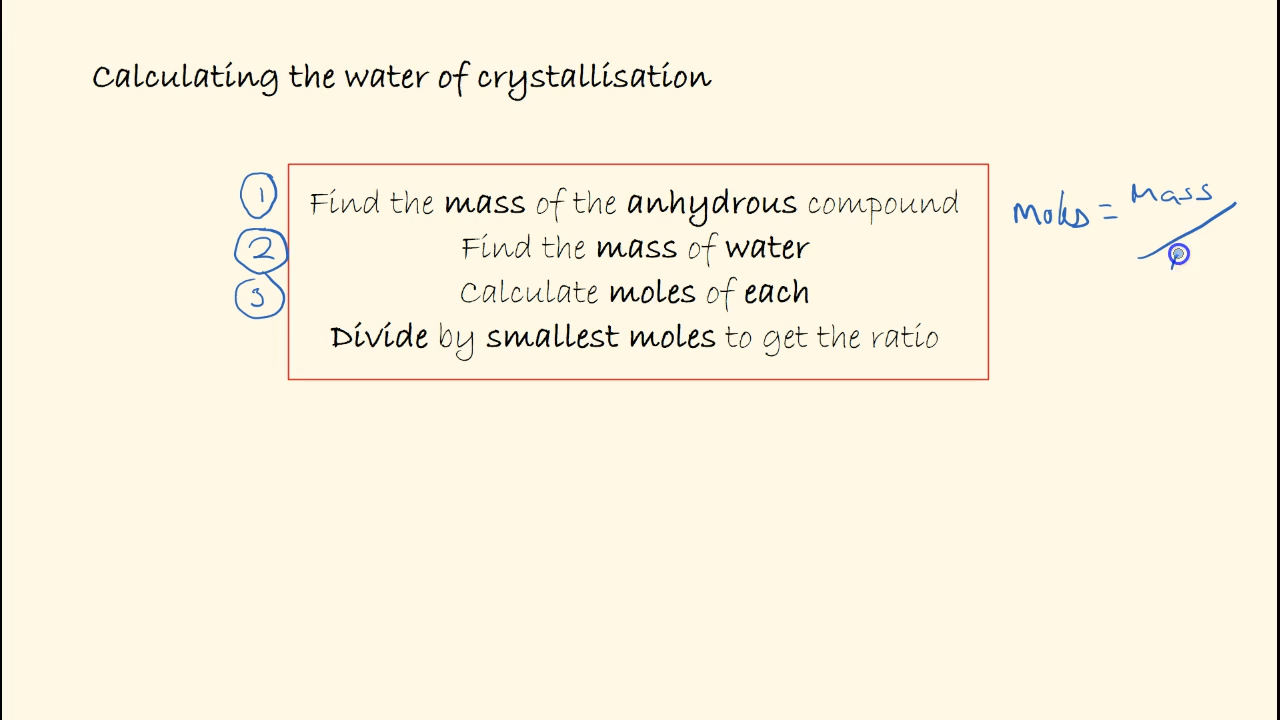 Calculating the water of crystallisation
1 Find the mass of the anhydrous compound
2 Find the mass of water
3 Calculate moles of each
Divide by smallest moles to get the ratio
Moles = Mass /